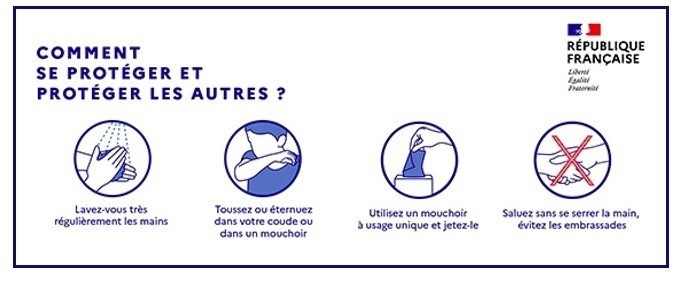 COMMENT
SE PROTÉGER ET
PROTÉGER LES AUTRES ?
RÉPUBLIQUE
FRANÇAISE
Liberté
Égalité
Fraternité
Lavez-vous très
régulièrement les mains
Toussez ou éternuez
dans votre coude ou
dans un mouchoir
Utilisez un mouchoir
à usage unique et jetez-le
Saluez sans se serrer la main,
évitez les embrassades